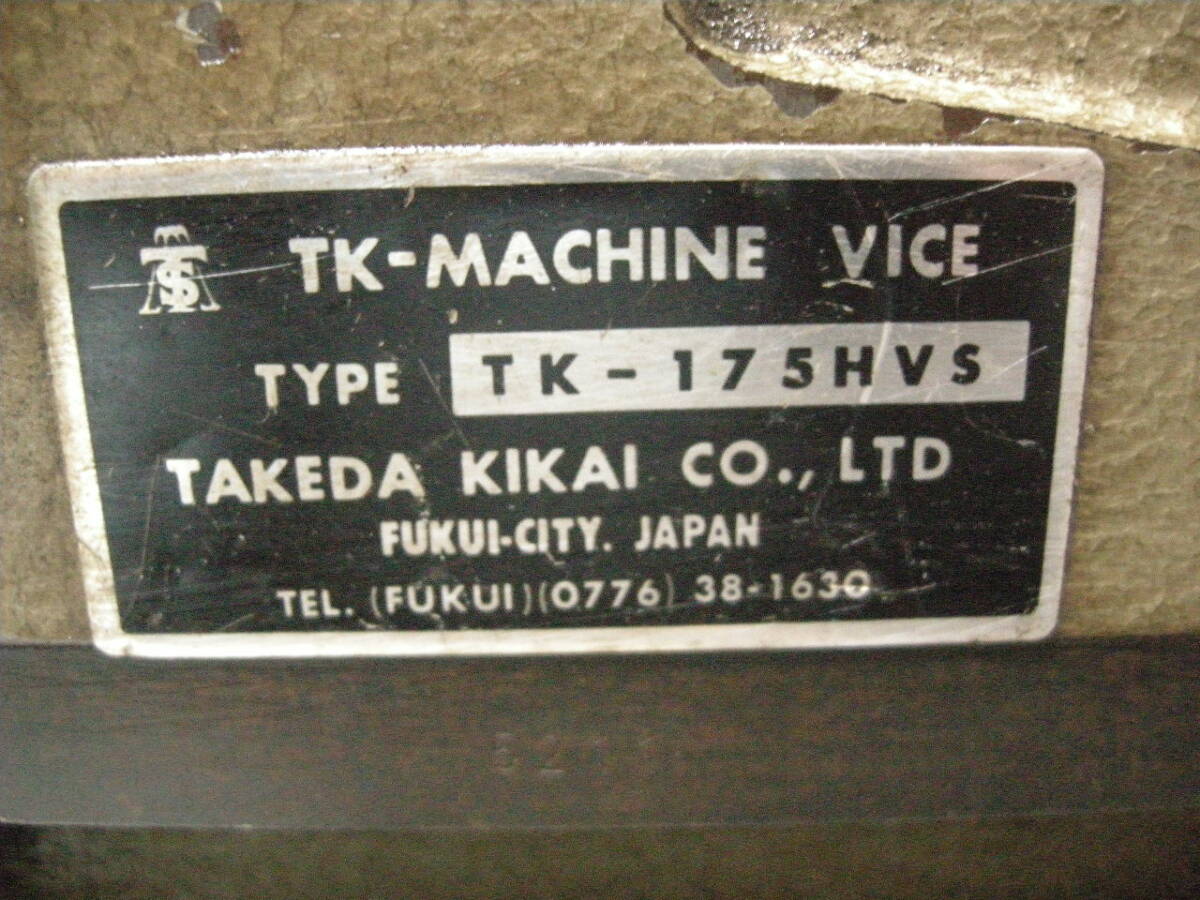 TK-MACHINE VICE
TYPE TK-175HVS
TAKEDA KIKAI CO., LTD
FUKUI-CITY. JAPAN
TEL. (FUKUI)(0776) 38-1630